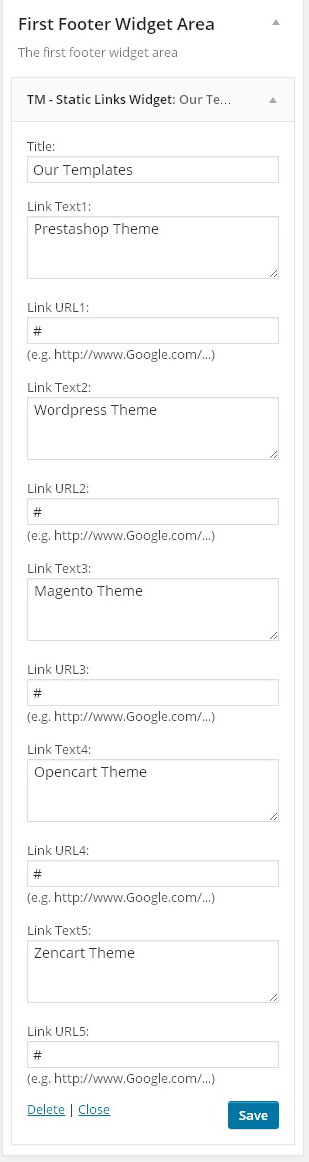 First Footer Widget Area
The first footer widget area
TM - Static Links Widget: Our Te...
Title:
Our Templates
Link Text1:
Prestashop Theme
Link URL1:
#
(e.g. http://www.Google.com/...)
Link Text2:
Wordpress Theme
Link URL2:
#
(e.g. http://www.Google.com/...)
Link Text3:
Magento Theme
Link URL3:
#
(e.g. http://www.Google.com/...)
Link Text4:
Opencart Theme
Link URL4:
#
(e.g. http://www.Google.com/...)
Link Text5:
Zencart Theme
Link URL5:
#
(e.g. http://www.Google.com/...)
Delete | Close Save